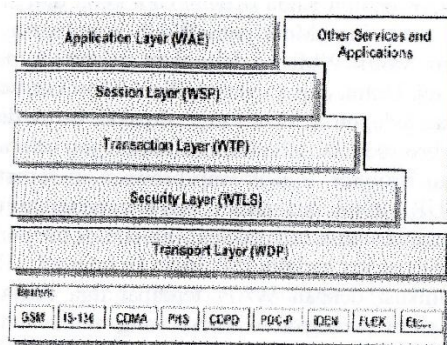 Application Layer (WAE)
Other Services and
Applications
Session Layer (WSP)
Transaction Layer (WTP)
Security Layer (WTLS)
Transport Layer (WDP)
Bearers:
GSM IS-136 CDMA PHS CDPD PDC-P iDEN FLEX Etc...